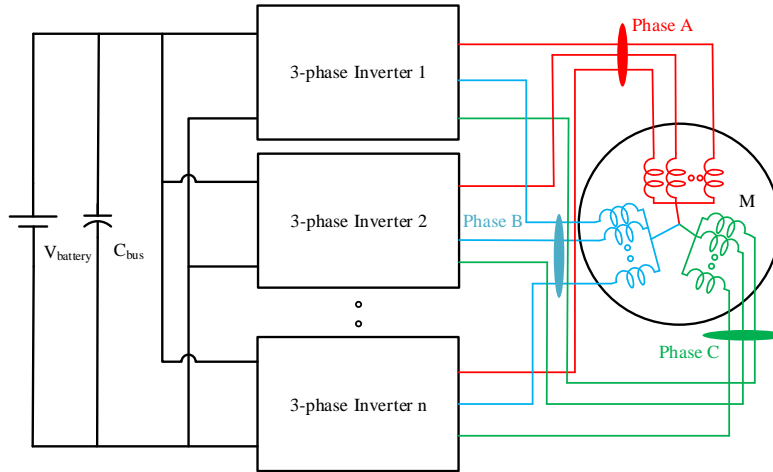 Phase A
3-phase Inverter 1
M
3-phase Inverter 2
Phase B
V_battery
C_bus
Phase C
3-phase Inverter n